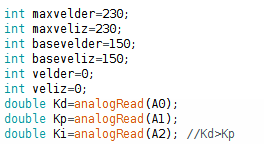 int maxvelder=230;
int maxveliz=230;
int basevelder=150;
int baseveliz=150;
int velder=0;
int veliz=0;
double Kd=analogRead(A0);
double Kp=analogRead(A1);
double Ki=analogRead(A2); //Kd>Kp